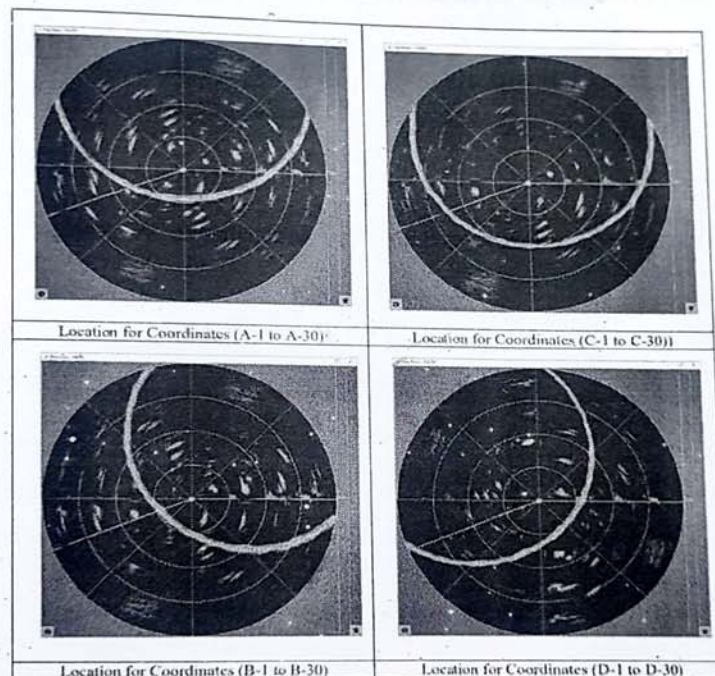 Location for Coordinates (A-1 to A-30)
Location for Coordinates (C-1 to C-30))
Location for Coordinates (B-1 to B-30)
Location for Coordinates (D-1 to D-30)